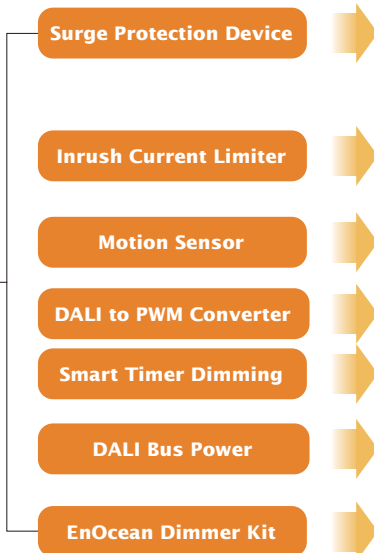 Surge Protection Device
Inrush Current Limiter
Motion Sensor
DALI to PWM Converter
Smart Timer Dimming
DALI Bus Power
EnOcean Dimmer Kit